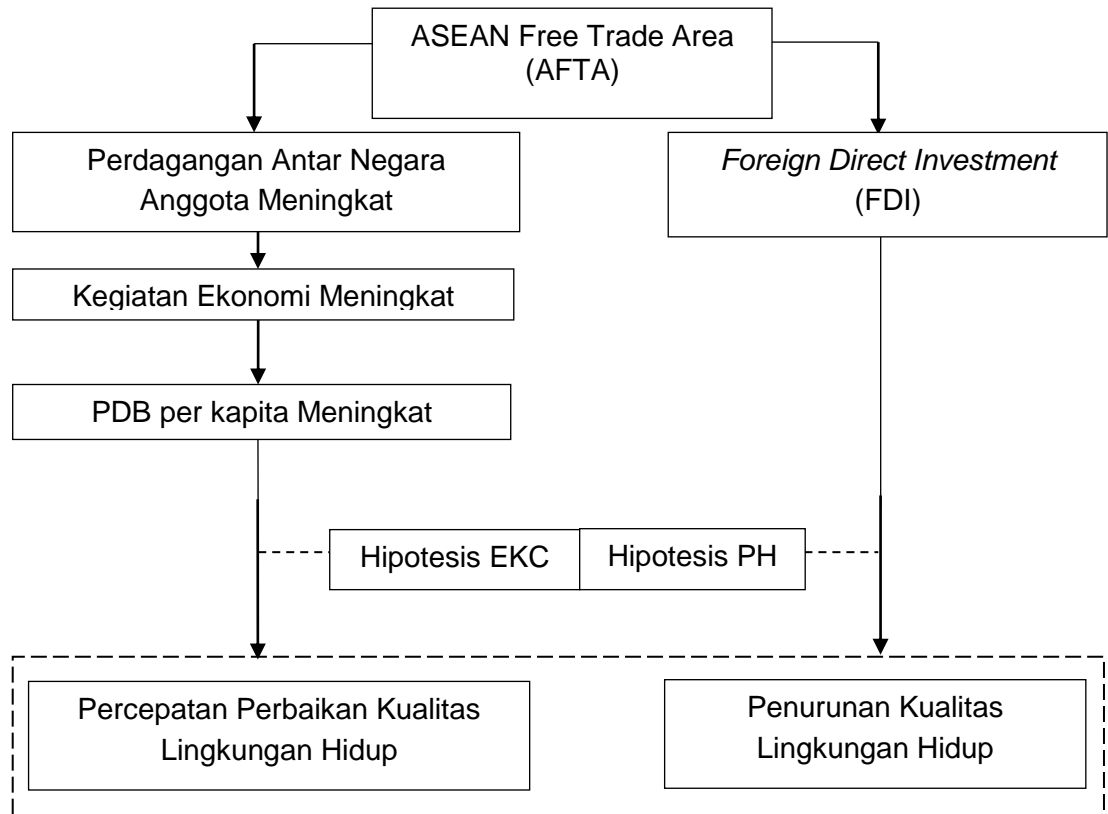 ASEAN Free Trade Area
(AFTA)
Perdagangan Antar Negara
Anggota Meningkat
Foreign Direct Investment
(FDI)
Kegiatan Ekonomi Meningkat
PDB per kapita Meningkat
Hipotesis EKC
Hipotesis PH
Percepatan Perbaikan Kualitas
Lingkungan Hidup
Penurunan Kualitas
Lingkungan Hidup